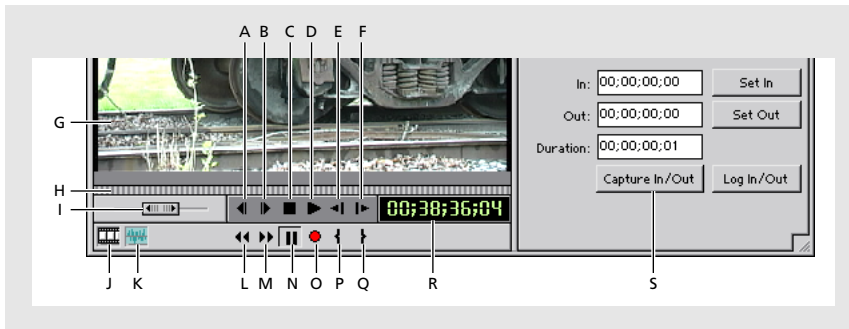 A B C D E F
In: 00;00;00;00 Set In
G
Out: 00;00;00;00 Set Out
Duration: 00;00;00;01
H
Capture In/Out Log In/Out
I
00;38;36;04
J K L M N O P Q R S